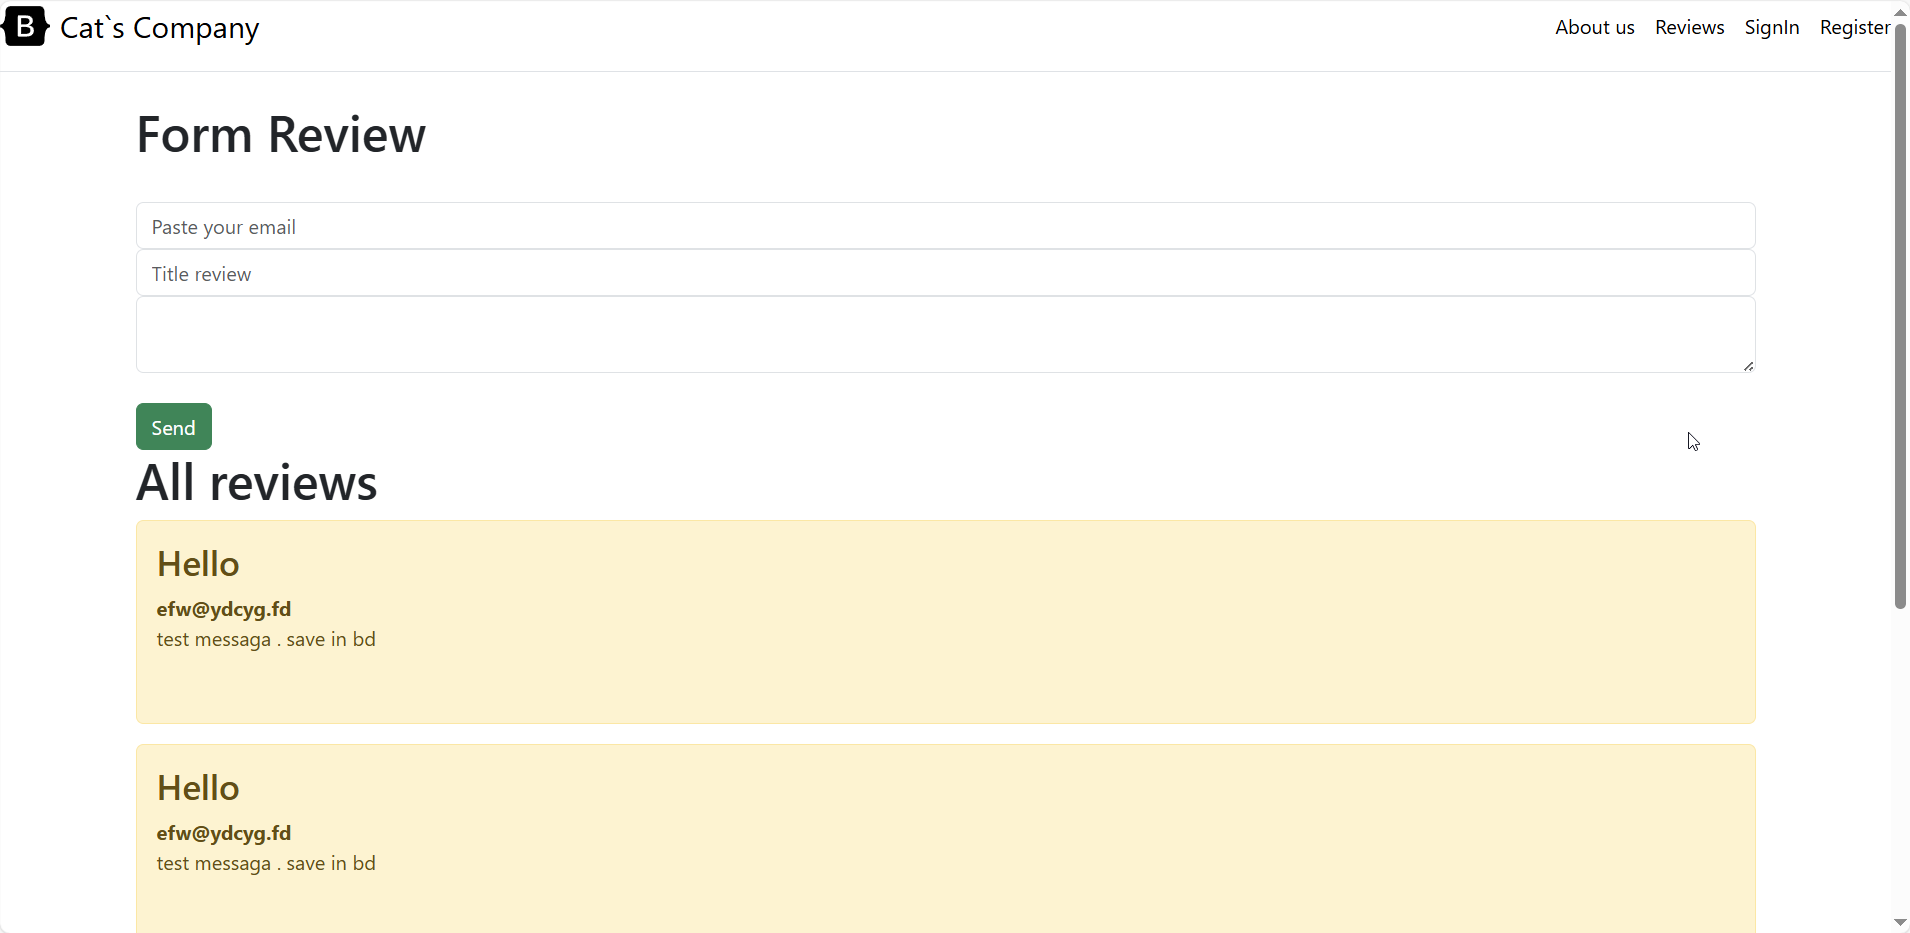 B Cat`s Company
About us Reviews SignIn Register
Form Review
Paste your email
Title review
Send
All reviews
Hello
efw@ydcyg.fd
test messaga . save in bd
Hello
efw@ydcyg.fd
test messaga . save in bd